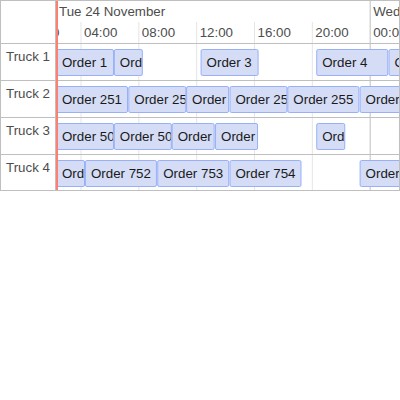 Tue 24 November Wed
04:00 08:00 12:00 16:00 20:00 00:0
Truck 1 Order 1 Ord Order 3 Order 4
Truck 2 Order 251 Order 25 Order Order 25 Order 255 Order
Truck 3 Order 50 Order 50 Order Order Ord
Truck 4 Ord Order 752 Order 753 Order 754 Order